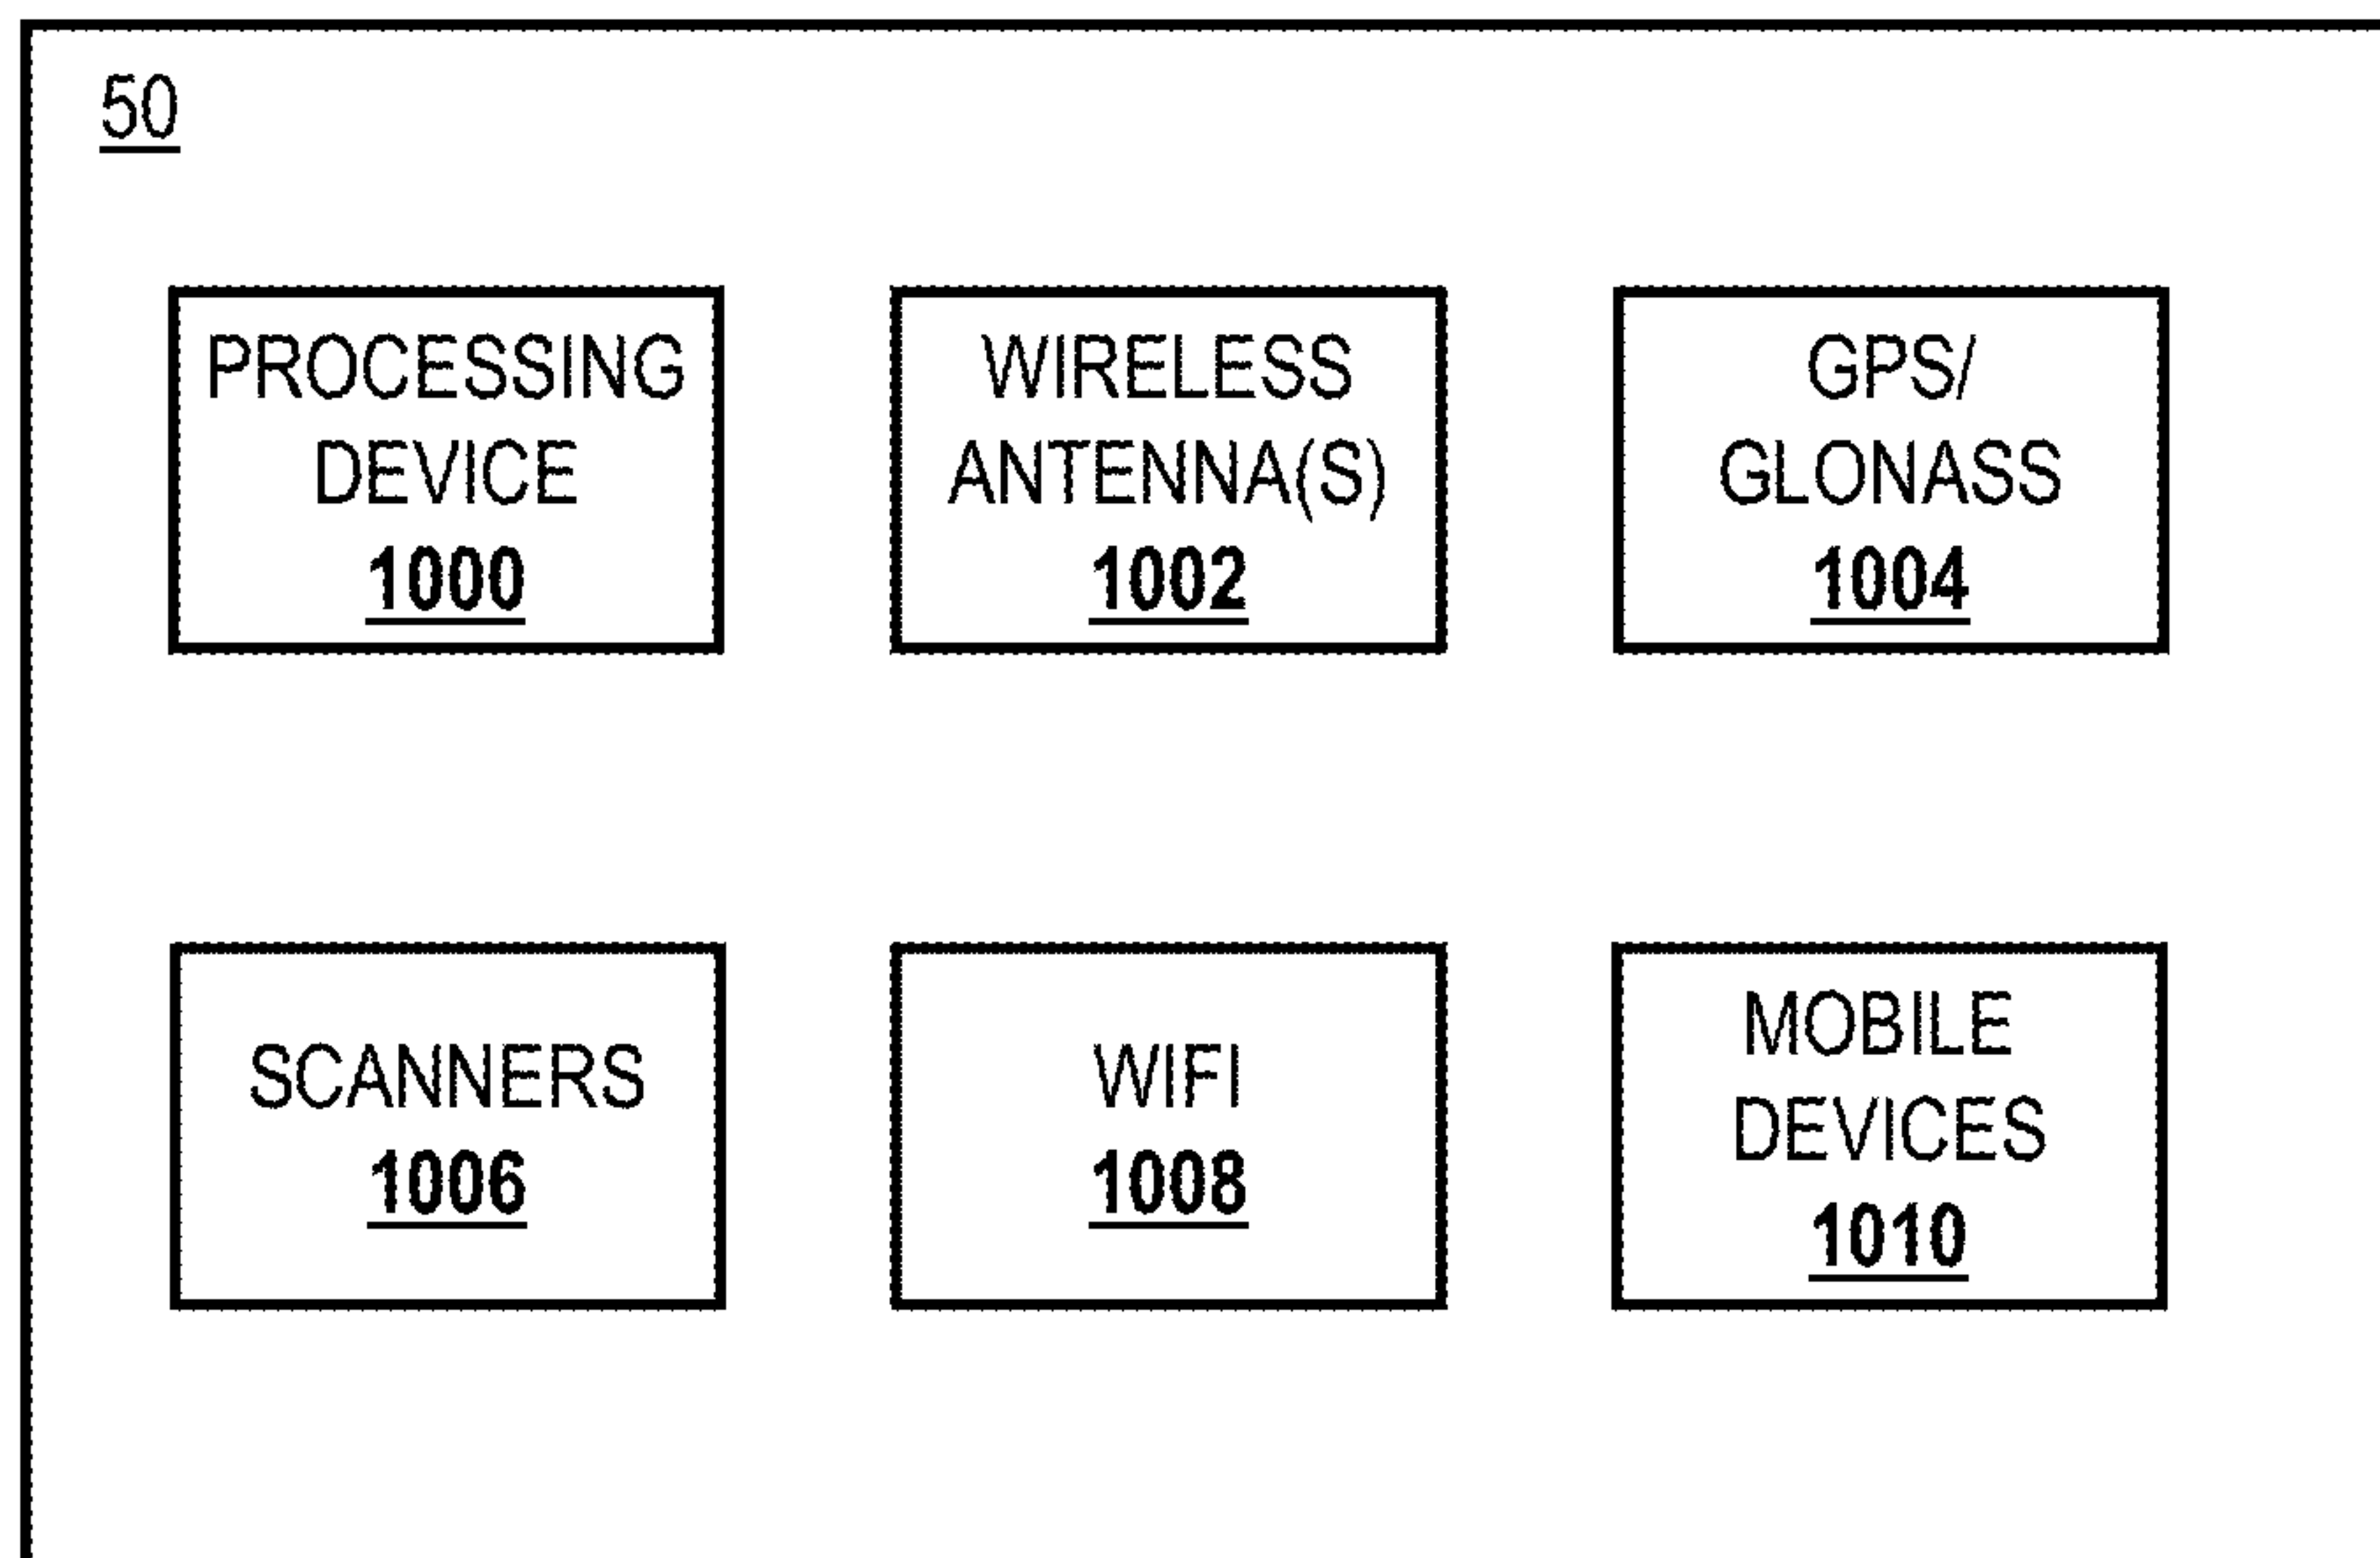 50
PROCESSING
DEVICE
1000
WIRELESS
ANTENNA(S)
1002
GPS/
GLONASS
1004
SCANNERS
1006
WIFI
1008
MOBILE
DEVICES
1010